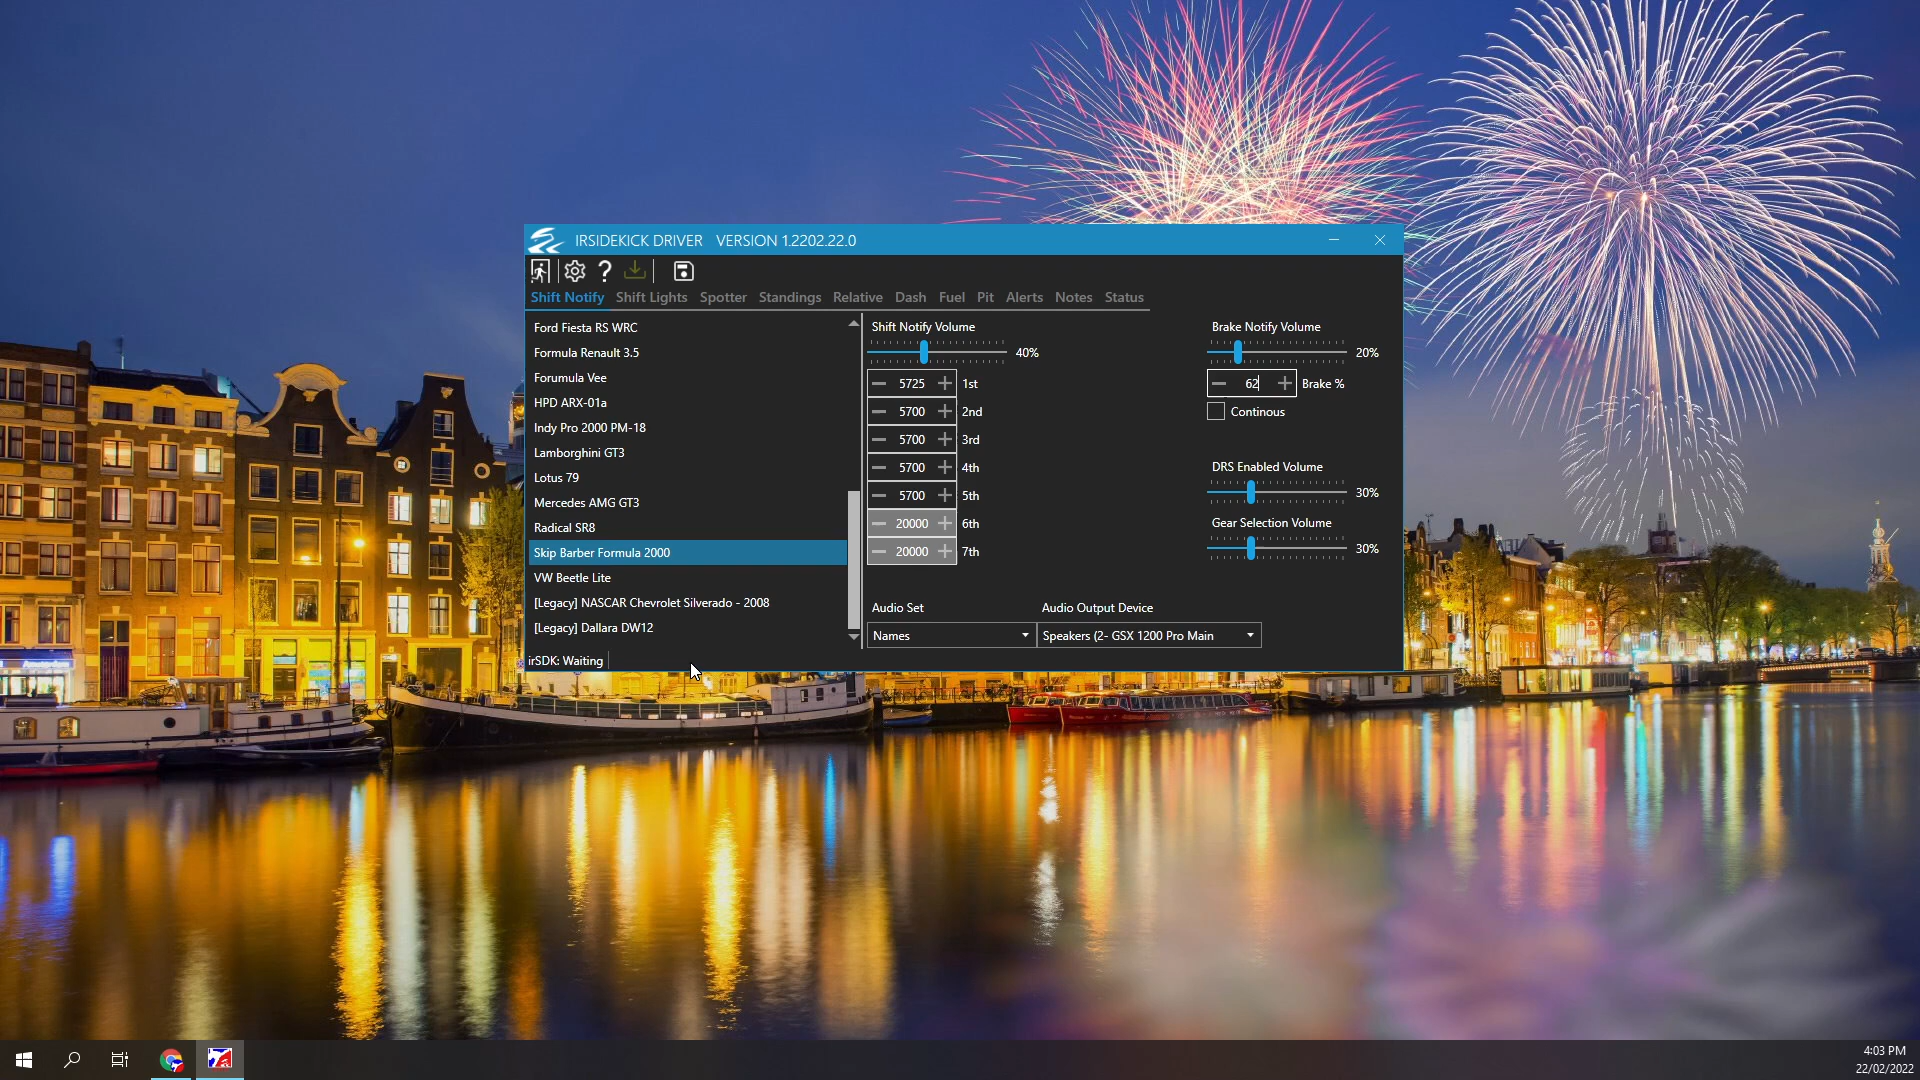 IRSIDEKICK DRIVER VERSION 1.2202.22.0
Shift Notify Shift Lights Spotter Standings Relative Dash Fuel Pit Alerts Notes Status
Ford Fiesta RS WRC
Formula Renault 3.5
Forumula Vee
HPD ARX-01a
Indy Pro 2000 PM-18
Lamborghini GT3
Lotus 79
Mercedes AMG GT3
Radical SR8
Skip Barber Formula 2000
VW Beetle Lite
[Legacy] NASCAR Chevrolet Silverado - 2008
[Legacy] Dallara DW12
irSDK: Waiting
Shift Notify Volume
40%
5725 1st
5700 2nd
5700 3rd
5700 4th
5700 5th
20000 6th
20000 7th
Audio Set
Names
Audio Output Device
Speakers (2- GSX 1200 Pro Main
Brake Notify Volume
20%
62 Brake %
Continous
DRS Enabled Volume
30%
Gear Selection Volume
30%
4:03 PM
22/02/2022